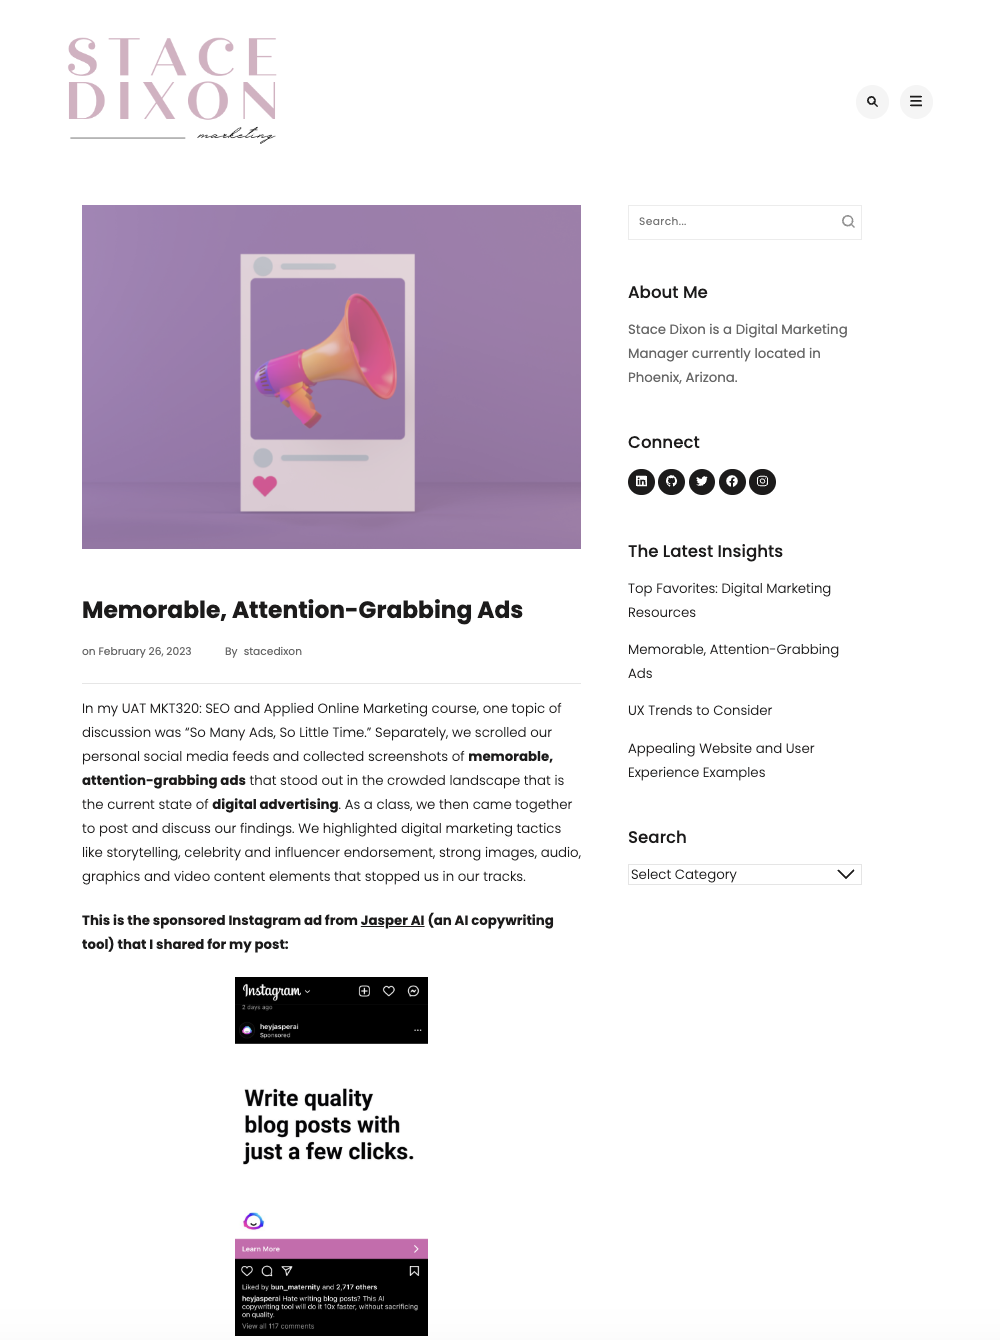 STACE
DIXON
marketing
Memorable, Attention-Grabbing Ads
on February 26, 2023 By stacedixon
In my UAT MKT320: SEO and Applied Online Marketing course, one topic of
discussion was “So Many Ads, So Little Time.” Separately, we scrolled our
personal social media feeds and collected screenshots of memorable,
attention-grabbing ads that stood out in the crowded landscape that is
the current state of digital advertising. As a class, we then came together
to post and discuss our findings. We highlighted digital marketing tactics
like storytelling, celebrity and influencer endorsement, strong images, audio,
graphics and video content elements that stopped us in our tracks.
This is the sponsored Instagram ad from Jasper AI (an AI copywriting
tool) that I shared for my post:
Instagram
2 days ago
heyjasperai
Sponsored
Write quality
blog posts with
just a few clicks.
Learn More
Liked by bun_maternity and 2,717 others
heyjasperai Hate writing blog posts? This AI
copywriting tool will do it 10x faster, without sacrificing
on quality.
View all 117 comments
Search...
About Me
Stace Dixon is a Digital Marketing
Manager currently located in
Phoenix, Arizona.
Connect
The Latest Insights
Top Favorites: Digital Marketing
Resources
Memorable, Attention-Grabbing
Ads
UX Trends to Consider
Appealing Website and User
Experience Examples
Search
Select Category